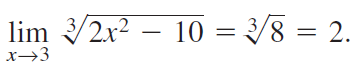 lim x→3 ∛2x² − 10 = ∛8 = 2.